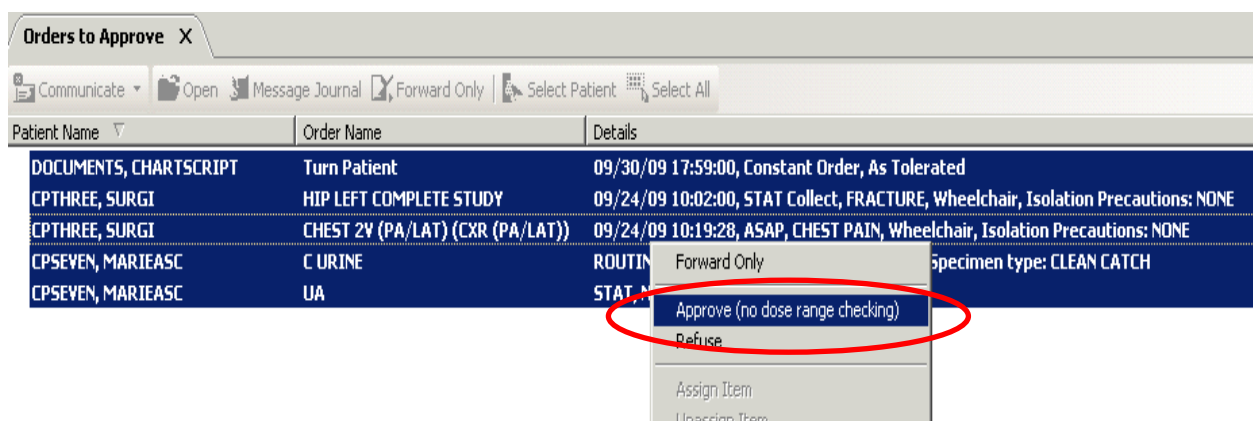 Orders to Approve X
Communicate Open Message Journal Forward Only Select Patient Select All
Patient Name Order Name Details
DOCUMENTS, CHARTSCRIPT Turn Patient 09/30/09 17:59:00, Constant Order, As Tolerated
CPTHREE, SURGI HIP LEFT COMPLETE STUDY 09/24/09 10:02:00, STAT Collect, FRACTURE, Wheelchair, Isolation Precautions: NONE
CPTHREE, SURGI CHEST 2V (PA/LAT) (CXR (PA/LAT)) 09/24/09 10:19:28, ASAP, CHEST PAIN, Wheelchair, Isolation Precautions: NONE
CPSEVEN, MARIEASC C URINE ROUTIN Forward Only Specimen type: CLEAN CATCH
CPSEVEN, MARIEASC UA STAT, N
Approve (no dose range checking)
Refuse
Assign Item
Unassign Item